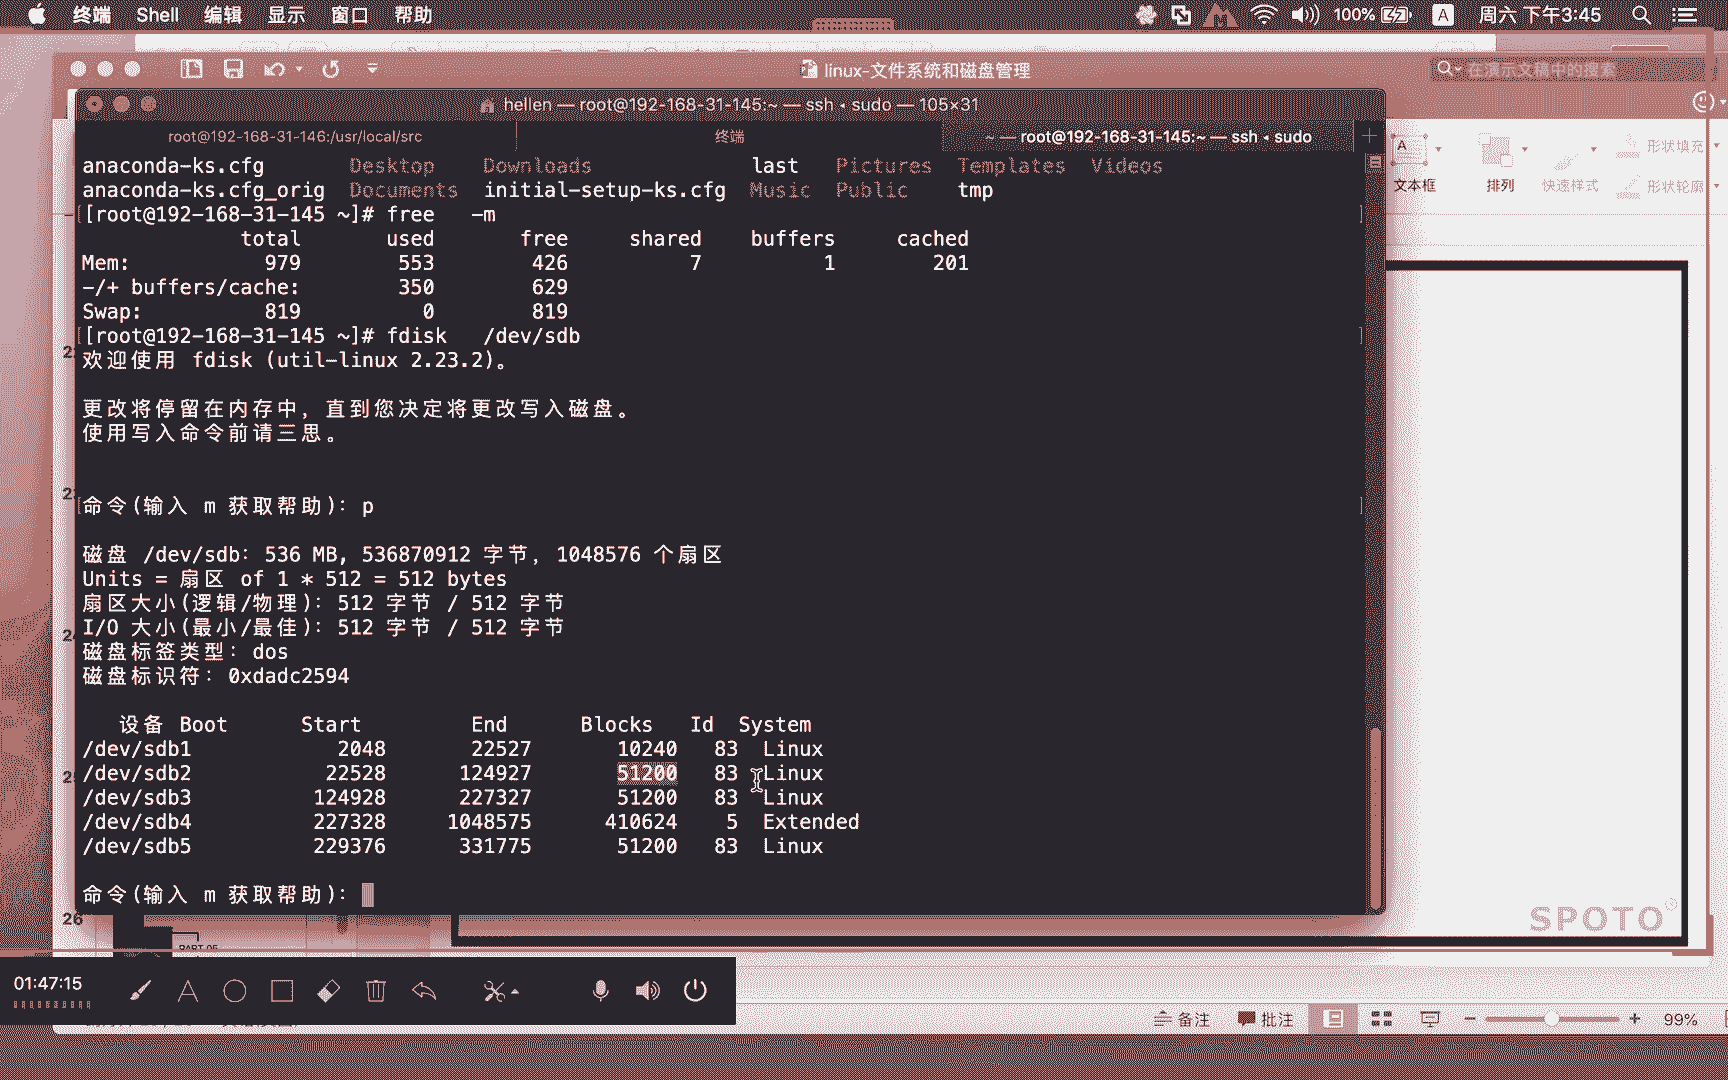 终端 Shell 编辑 显示 窗口 帮助 100% A 周六 下午3:45
linux-文件系统和磁盘管理 在演示文稿中的搜索
hellen — root@192-168-31-145:~ — ssh ◂ sudo — 105×31
root@192-168-31-146:/usr/local/src 终端 ~ — root@192-168-31-145:~ — ssh ◂ sudo +
anaconda-ks.cfg Desktop Downloads last Pictures Templates Videos
anaconda-ks.cfg_orig Documents initial-setup-ks.cfg Music Public tmp
[[root@192-168-31-145 ~]# free -m ]
total used free shared buffers cached
Mem: 979 553 426 7 1 201
-/+ buffers/cache: 350 629
Swap: 819 0 819
[[root@192-168-31-145 ~]# fdisk /dev/sdb ]
欢迎使用 fdisk (util-linux 2.23.2)。
更改将停留在内存中，直到您决定将更改写入磁盘。
使用写入命令前请三思。
[命令(输入 m 获取帮助)：p ]
磁盘 /dev/sdb：536 MB, 536870912 字节，1048576 个扇区
Units = 扇区 of 1 * 512 = 512 bytes
扇区大小(逻辑/物理)：512 字节 / 512 字节
I/O 大小(最小/最佳)：512 字节 / 512 字节
磁盘标签类型：dos
磁盘标识符：0xdadc2594
设备 Boot Start End Blocks Id System
/dev/sdb1 2048 22527 10240 83 Linux
/dev/sdb2 22528 124927 51200 83 Linux
/dev/sdb3 124928 227327 51200 83 Linux
/dev/sdb4 227328 1048575 410624 5 Extended
/dev/sdb5 229376 331775 51200 83 Linux
命令(输入 m 获取帮助)：
A 形状填充
文本框 排列 快速样式 形状轮廓
26
SPOTO
PART 05
01:47:15
备注 批注 99%